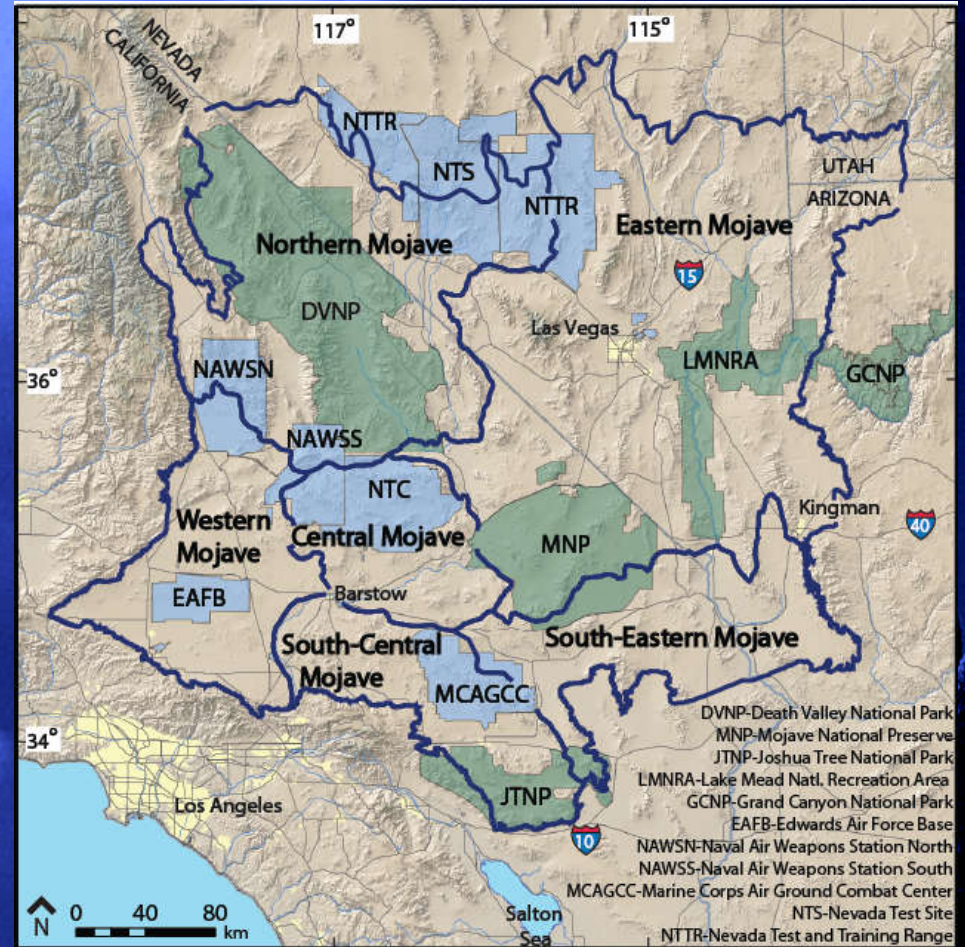 117°
115°
NEVADA
CALIFORNIA
NTTR
NTS
NTTR
UTAH
ARIZONA
Northern Mojave
Eastern Mojave
15
DVNP
Las Vegas
NAWSN
LMNRA
GCNP
36°
NAWSS
NTC
Kingman
40
Western
Mojave
Central Mojave
MNP
EAFB
Barstow
South-Central
Mojave
South-Eastern Mojave
MCAGCC
34°
JTNP
Los Angeles
10
Salton
Sea
DVNP-Death Valley National Park
MNP-Mojave National Preserve
JTNP-Joshua Tree National Park
LMNRA-Lake Mead Natl. Recreation Area
GCNP-Grand Canyon National Park
EAFB-Edwards Air Force Base
NAWSN-Naval Air Weapons Station North
NAWSS-Naval Air Weapons Station South
MCAGCC-Marine Corps Air Ground Combat Center
NTS-Nevada Test Site
NTTR-Nevada Test and Training Range
N
0 40 80
km